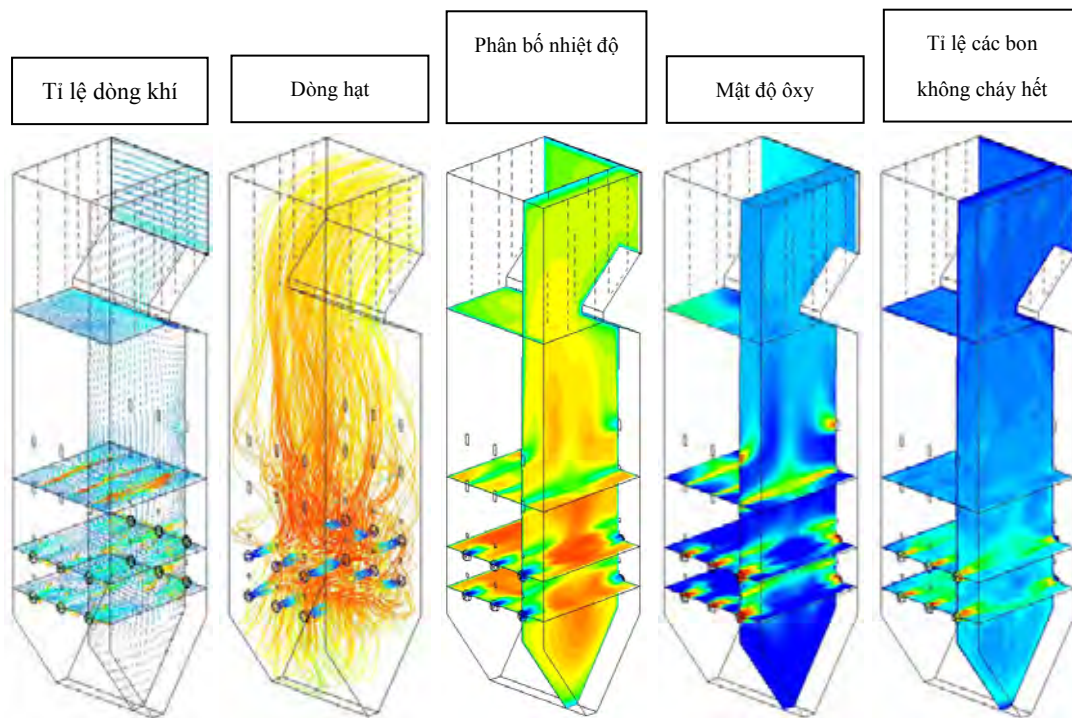 Tỉ lệ dòng khí
Dòng hạt
Phân bố nhiệt độ
Mật độ ôxy
Tỉ lệ các bon
không cháy hết